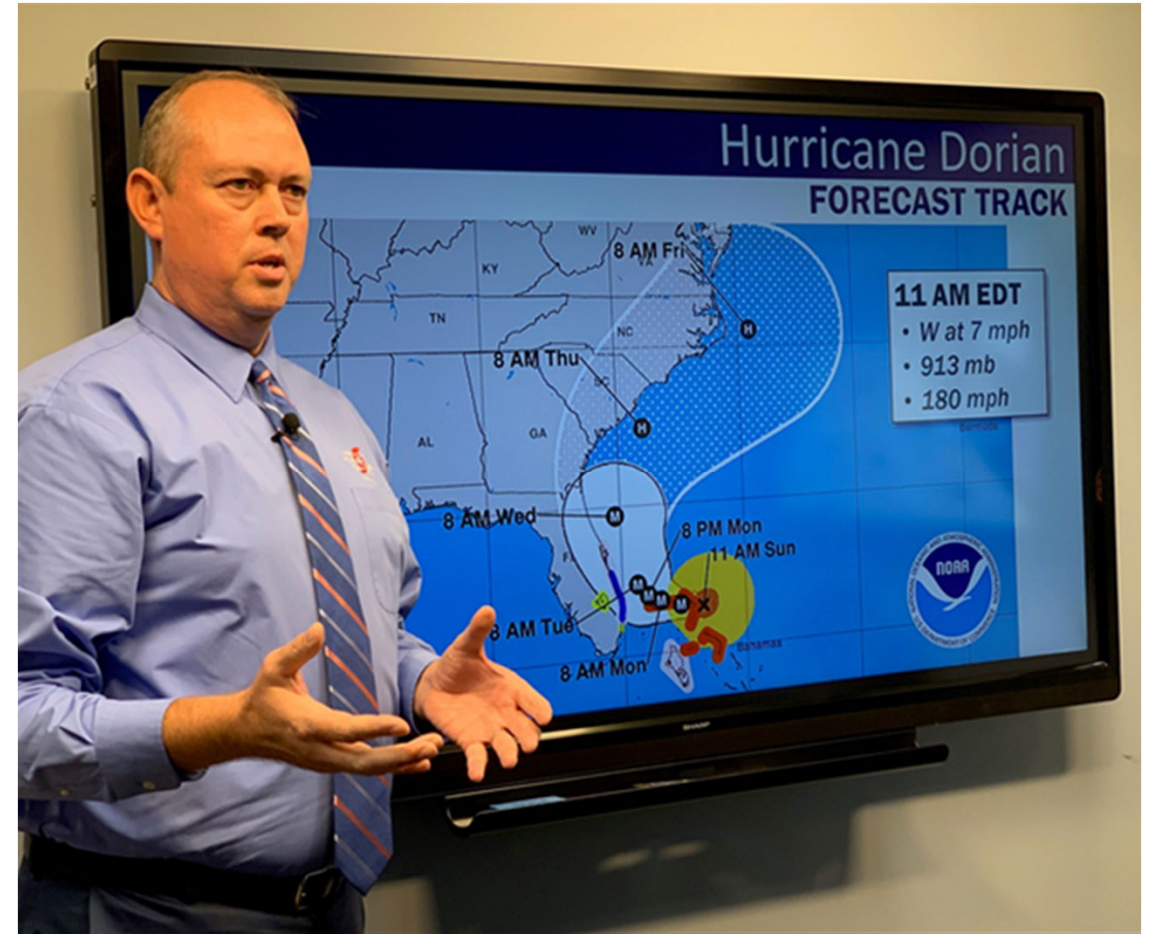 Hurricane Dorian
FORECAST TRACK
WV
8 AM Fri
VA
KY
11 AM EDT
• W at 7 mph
TN
NC
• 913 mb
8 AM Thu
SC
• 180 mph
Bermuda
AL
GA
8 AM Wed
8 PM Mon
11 AM Sun
NOAA
8 AM Tue
Bahamas
8 AM Mon
H
H
M
M
M
M
M
SHARP